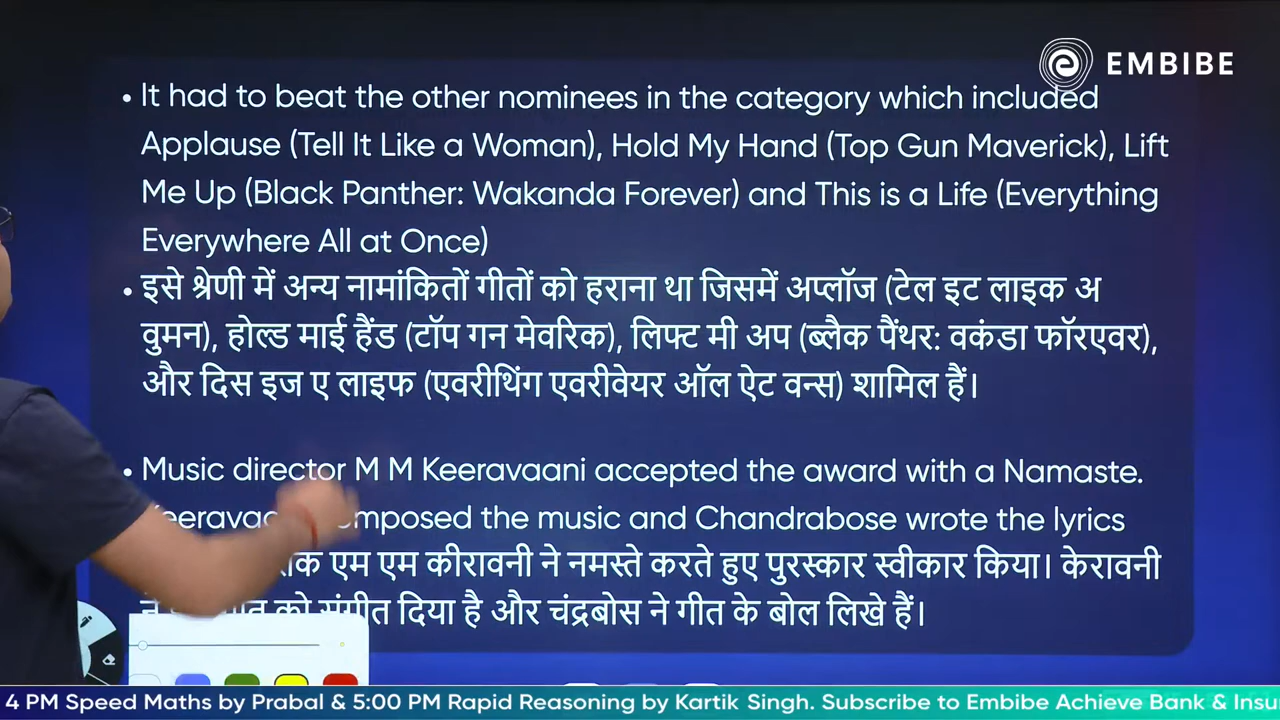 EMBIBE
• It had to beat the other nominees in the category which included
Applause (Tell It Like a Woman), Hold My Hand (Top Gun Maverick), Lift
Me Up (Black Panther: Wakanda Forever) and This is a Life (Everything
Everywhere All at Once)
• इसे श्रेणी में अन्य नामांकितों गीतों को हराना था जिसमें अप्लॉज (टेल इट लाइक अ
वुमन), होल्ड माई हैंड (टॉप गन मेवरिक), लिफ्ट मी अप (ब्लैक पैंथर: वकंडा फॉरएवर),
और दिस इज ए लाइफ (एवरीथिंग एवरीवेयर ऑल ऐट वन्स) शामिल हैं।
• Music director M M Keeravaani accepted the award with a Namaste.
composed the music and Chandrabose wrote the lyrics
एम एम कीरावनी ने नमस्ते करते हुए पुरस्कार स्वीकार किया। केरावनी
को संगीत दिया है और चंद्रबोस ने गीत के बोल लिखे हैं।
4 PM Speed Maths by Prabal & 5:00 PM Rapid Reasoning by Kartik Singh. Subscribe to Embibe Achieve Bank & Insu